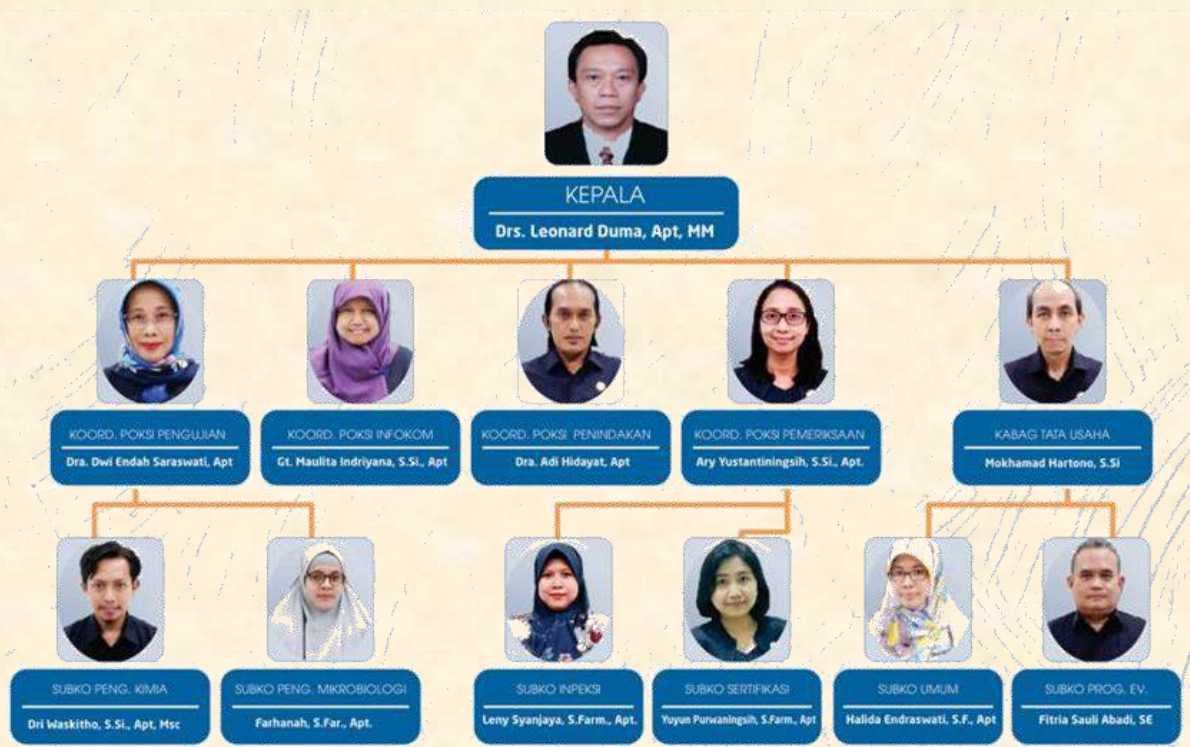 KEPALA
Drs. Leonard Duma, Apt, MM
KOORD. POKSI PENGUJIAN
Dra. Dwi Endah Saraswati, Apt
KOORD. POKSI INFOKOM
Gt. Maulita Indriyana, S.Si., Apt
KOORD. POKSI PENINDAKAN
Dra. Adi Hidayat, Apt
KOORD. POKSI PEMERIKSAAN
Ary Yustantiningsih, S.Si., Apt.
KABAG TATA USAHA
Mokhamad Hartono, S.Si
SUBKO PENG. KIMIA
Dri Waskitho, S.Si., Apt, Msc
SUBKO PENG. MIKROBIOLOGI
Farhanah, S.Far., Apt.
SUBKO INPEKSI
Leny Syanjaya, S.Farm., Apt.
SUBKO SERTIFIKASI
Yuyun Purwaningsih, S.Farm., Apt
SUBKO UMUM
Halida Endraswati, S.F., Apt
SUBKO PROG. EV.
Fitria Sauli Abadi, SE